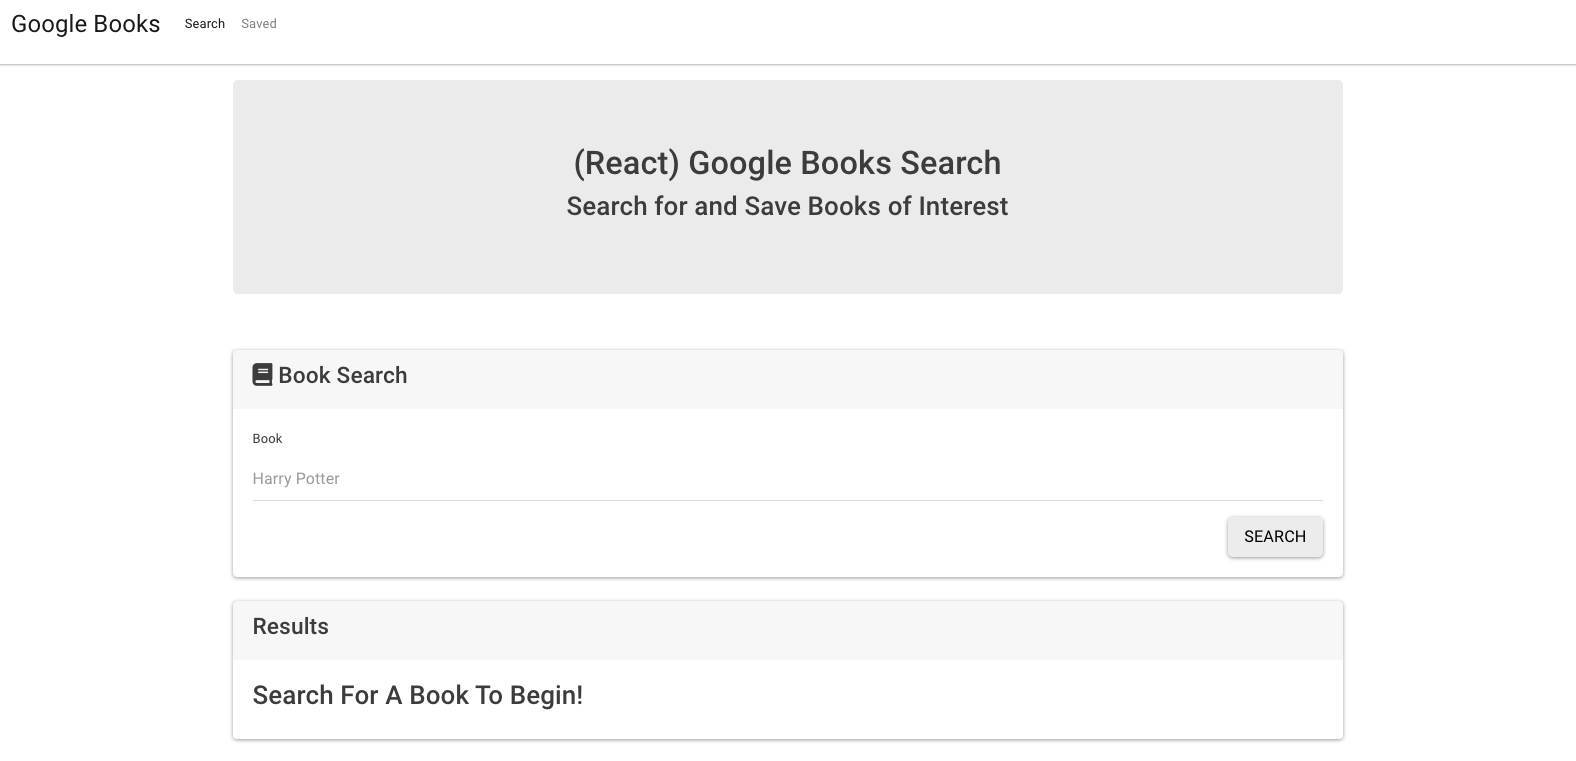 Google Books Search Saved
(React) Google Books Search
Search for and Save Books of Interest
Book Search
Book
Harry Potter
SEARCH
Results
Search For A Book To Begin!